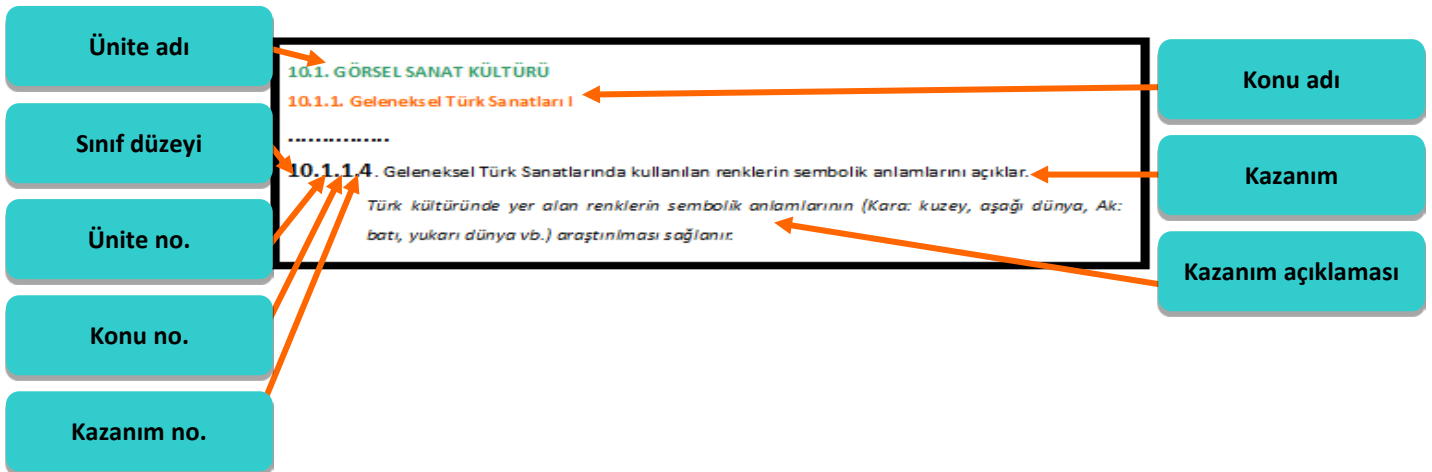 Ünite adı
Sınıf düzeyi
Ünite no.
Konu no.
Kazanım no.
10.1. GÖRSEL SANAT KÜLTÜRÜ
10.1.1. Geleneksel Türk Sanatları I
...............
10.1.1.4. Geleneksel Türk Sanatlarında kullanılan renklerin sembolik anlamlarını açıklar.
Türk kültüründe yer alan renklerin sembolik anlamlarının (Kara: kuzey, aşağı dünya, Ak:
batı, yukarı dünya vb.) araştırılması sağlanır.
Konu adı
Kazanım
Kazanım açıklaması